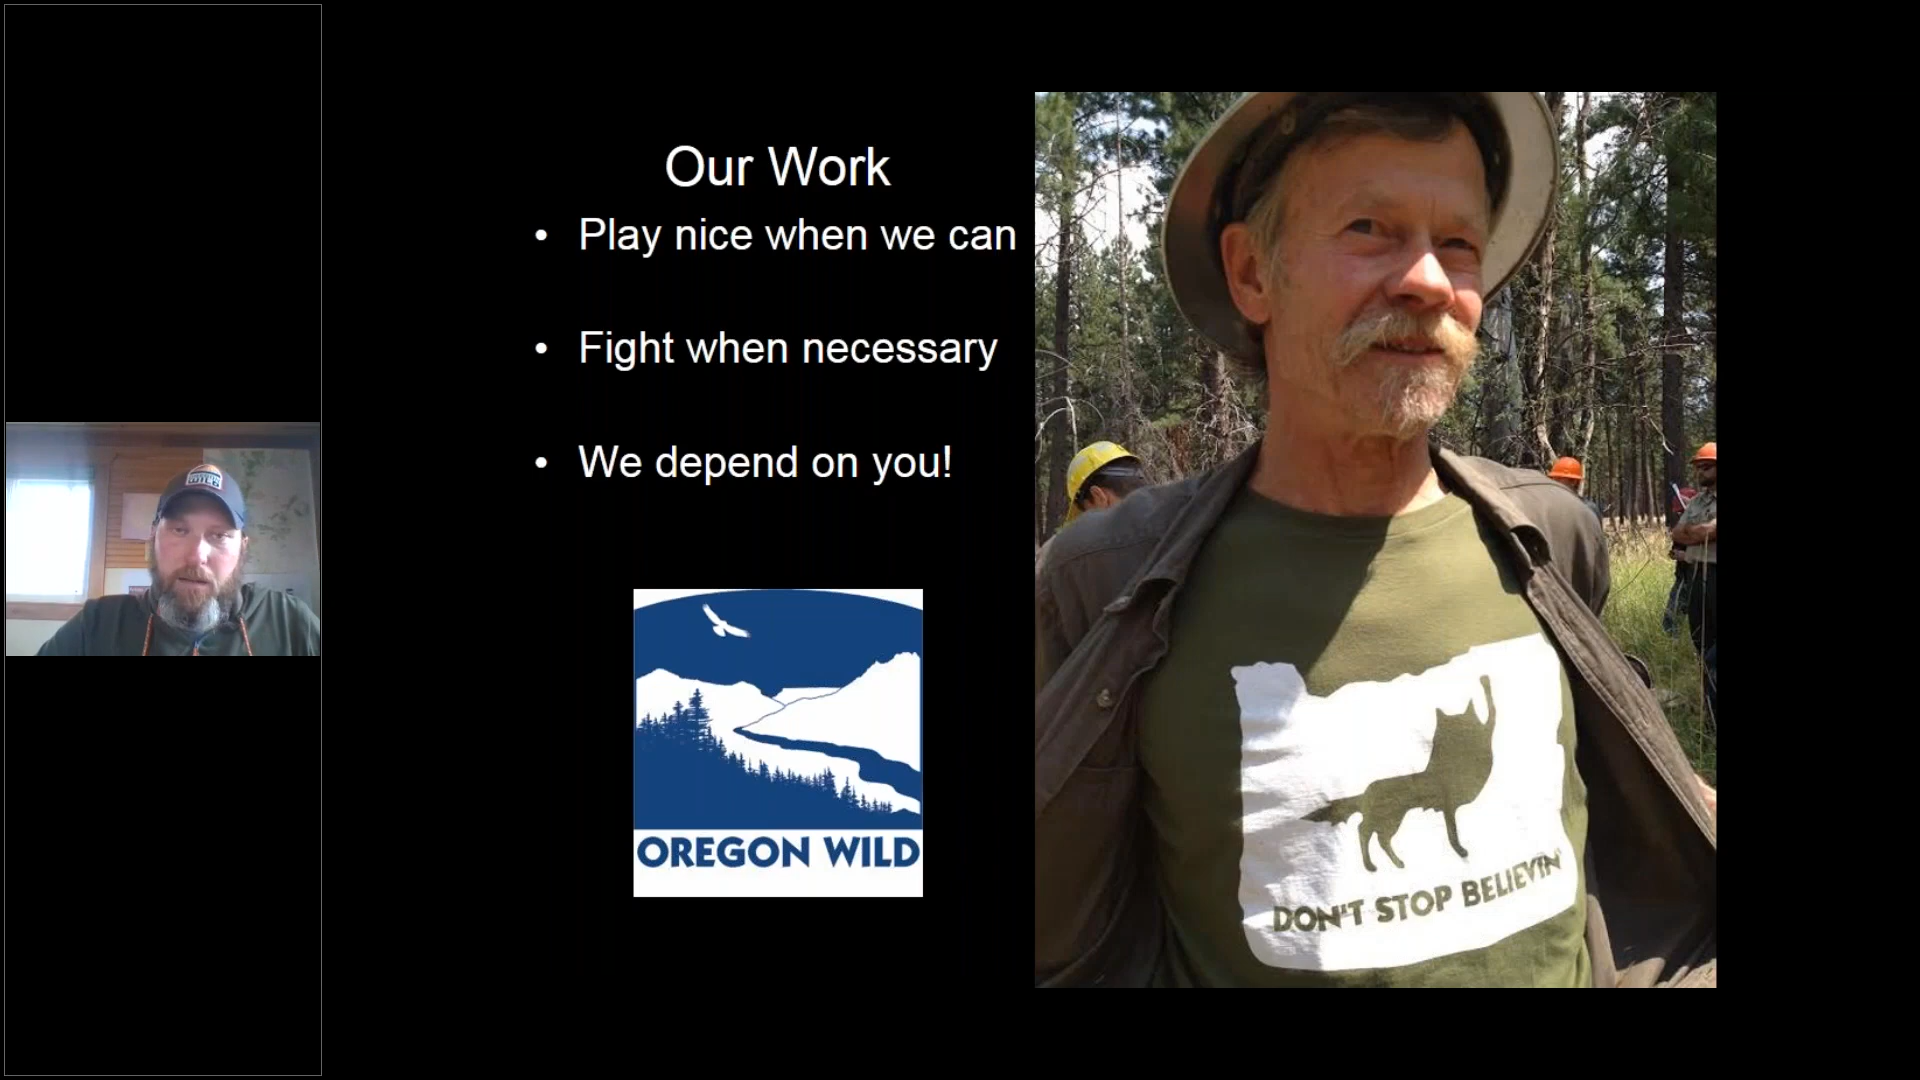 Our Work
• Play nice when we can
• Fight when necessary
• We depend on you!
OREGON WILD
DON'T STOP BELIEVIN'